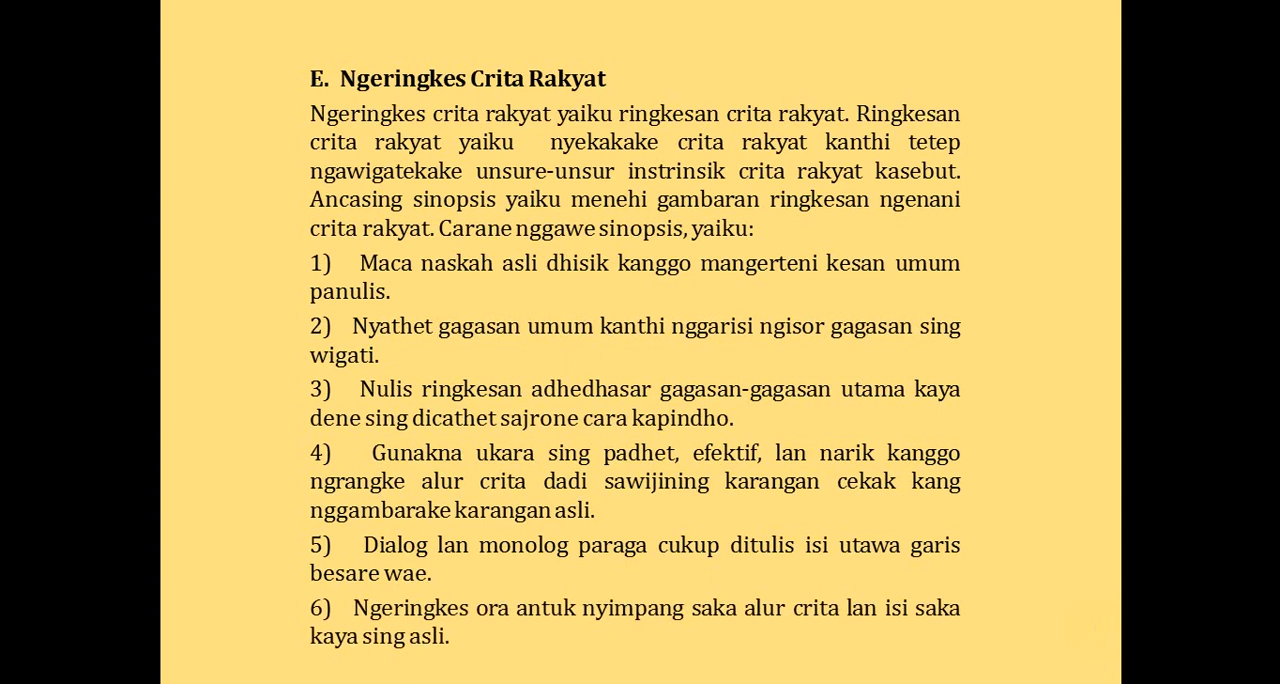 E. Ngeringkes Crita Rakyat
Ngeringkes crita rakyat yaiku ringkesan crita rakyat. Ringkesan
crita rakyat yaiku nyekakake crita rakyat kanthi tetep
ngawigatekake unsure-unsur instrinsik crita rakyat kasebut.
Ancasing sinopsis yaiku menehi gambaran ringkesan ngenani
crita rakyat. Carane nggawe sinopsis, yaiku:
1) Maca naskah asli dhisik kanggo mangerteni kesan umum
panulis.
2) Nyathet gagasan umum kanthi nggarisi ngisor gagasan sing
wigati.
3) Nulis ringkesan adhedhasar gagasan-gagasan utama kaya
dene sing dicathet sajrone cara kapindho.
4) Gunakna ukara sing padhet, efektif, lan narik kanggo
ngrangke alur crita dadi sawijining karangan cekak kang
nggambarake karangan asli.
5) Dialog lan monolog paraga cukup ditulis isi utawa garis
besare wae.
6) Ngeringkes ora antuk nyimpang saka alur crita lan isi saka
kaya sing asli.